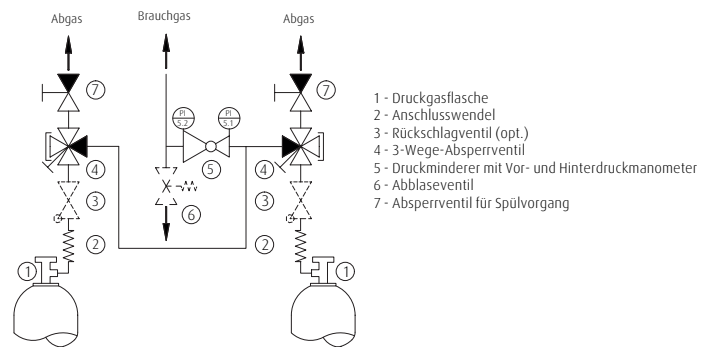 Abgas
Brauchgas
Abgas
7
7
PI
5.2
PI
5.1
4
5
4
3
3
6
2
2
1
1
1 - Druckgasflasche
2 - Anschlusswendel
3 - Rückschlagventil (opt.)
4 - 3-Wege-Absperrventil
5 - Druckminderer mit Vor- und Hinterdruckmanometer
6 - Abblaseventil
7 - Absperrventil für Spülvorgang